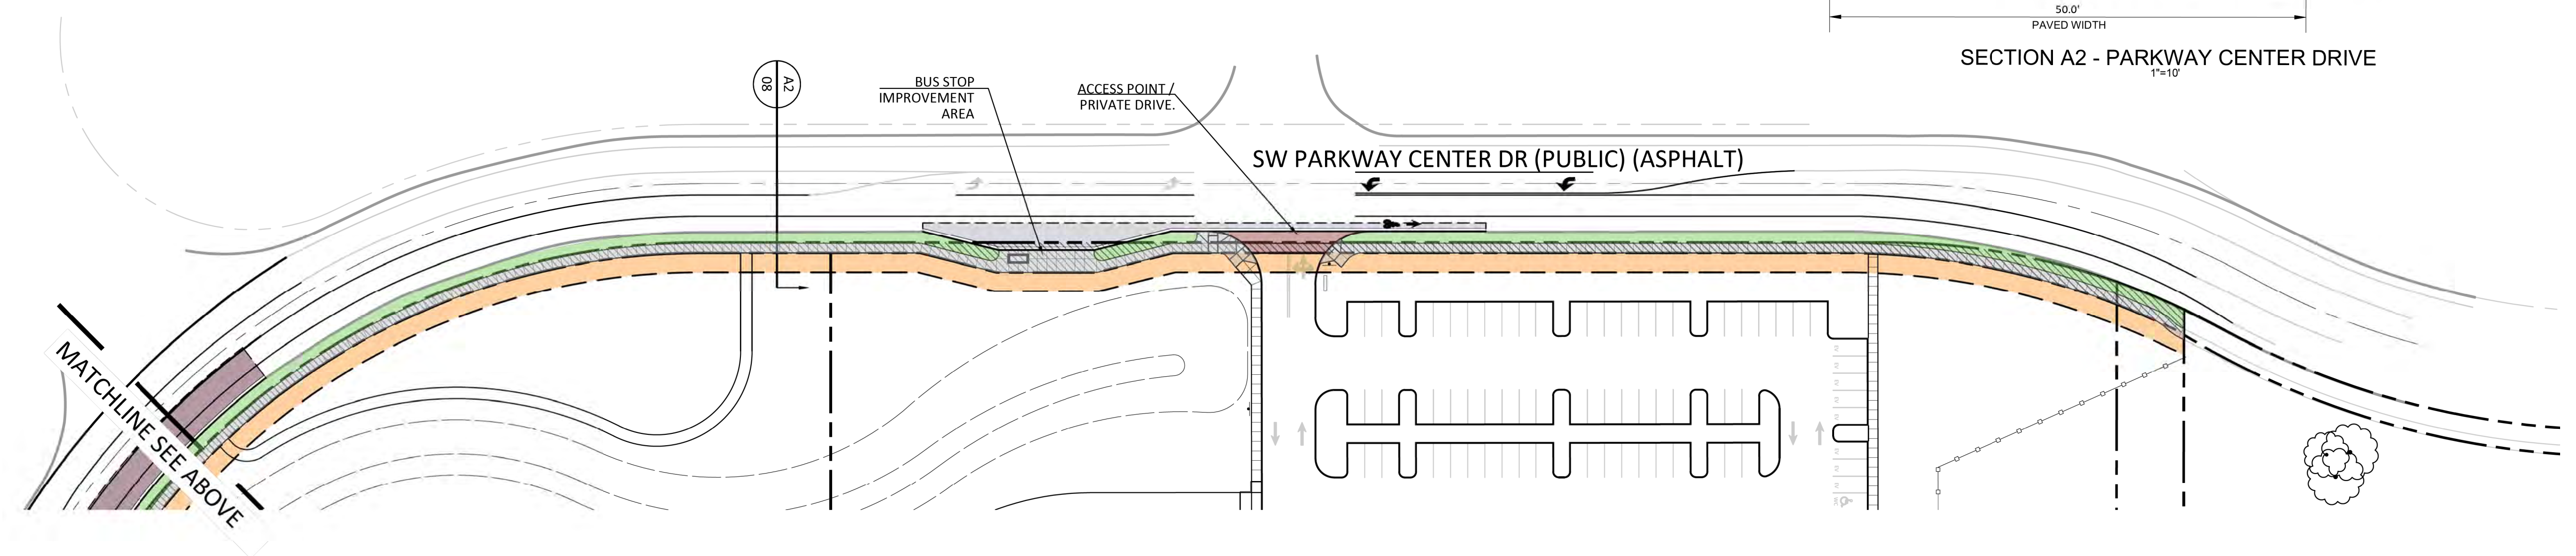 50.0'
PAVED WIDTH
SECTION A2 - PARKWAY CENTER DRIVE
1"=10'
A2
08
BUS STOP
IMPROVEMENT
AREA
ACCESS POINT /
PRIVATE DRIVE.
SW PARKWAY CENTER DR (PUBLIC) (ASPHALT)
MATCHLINE SEE ABOVE